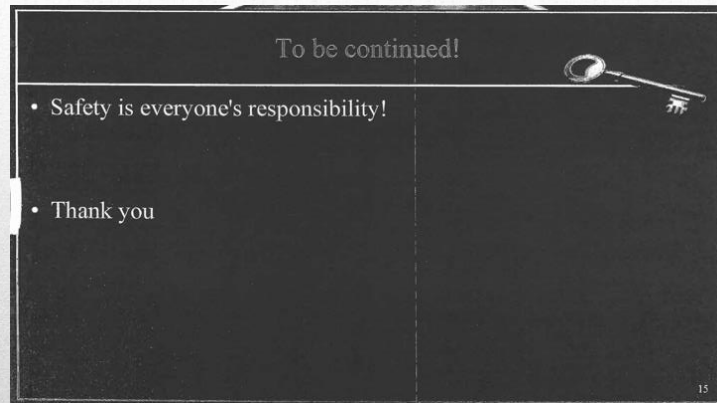 To be continued!
• Safety is everyone's responsibility!
• Thank you
15